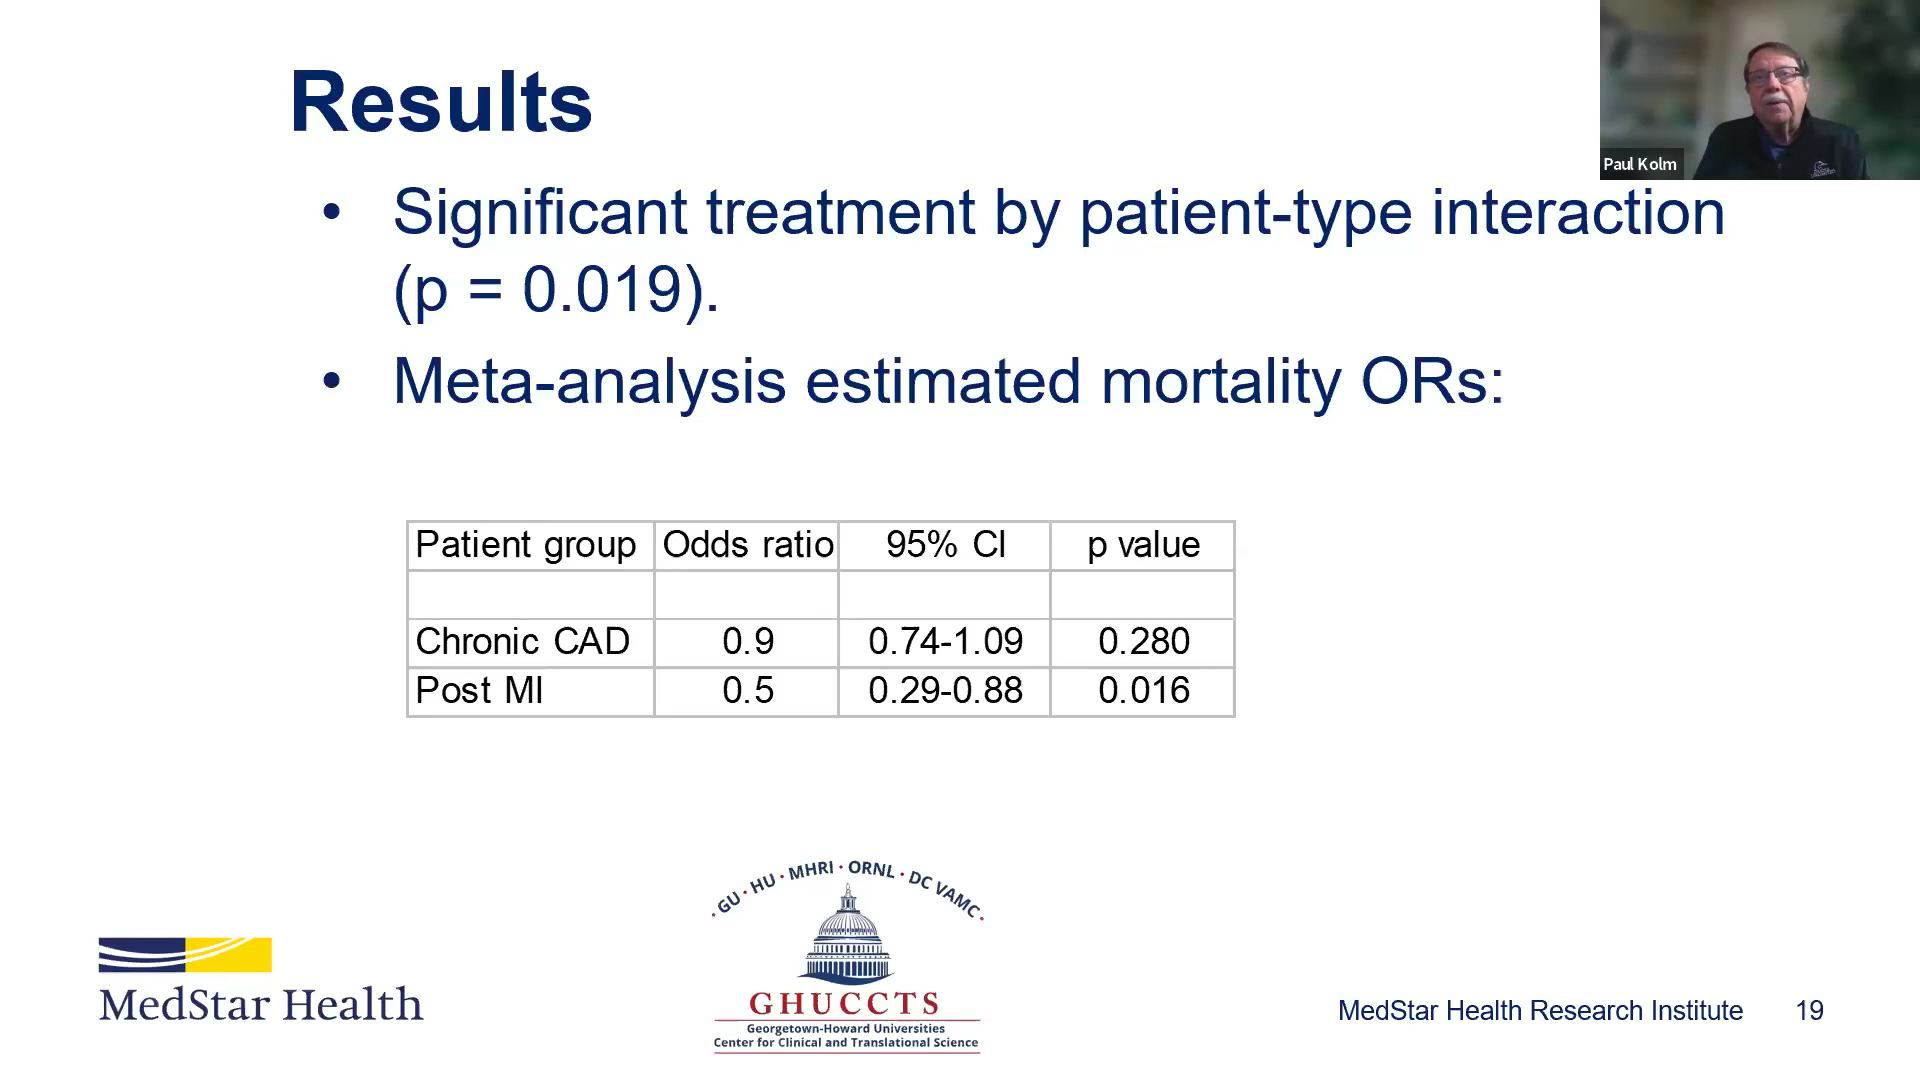 Results
Paul Kolm
• Significant treatment by patient-type interaction
(p = 0.019).
• Meta-analysis estimated mortality ORs:
Patient group Odds ratio 95% CI p value
Chronic CAD 0.9 0.74-1.09 0.280
Post MI 0.5 0.29-0.88 0.016
· GU · HU · MHRI · ORNL · DC VAMC ·
GHUCCTS
Georgetown-Howard Universities
Center for Clinical and Translational Science
MedStar Health
MedStar Health Research Institute 19